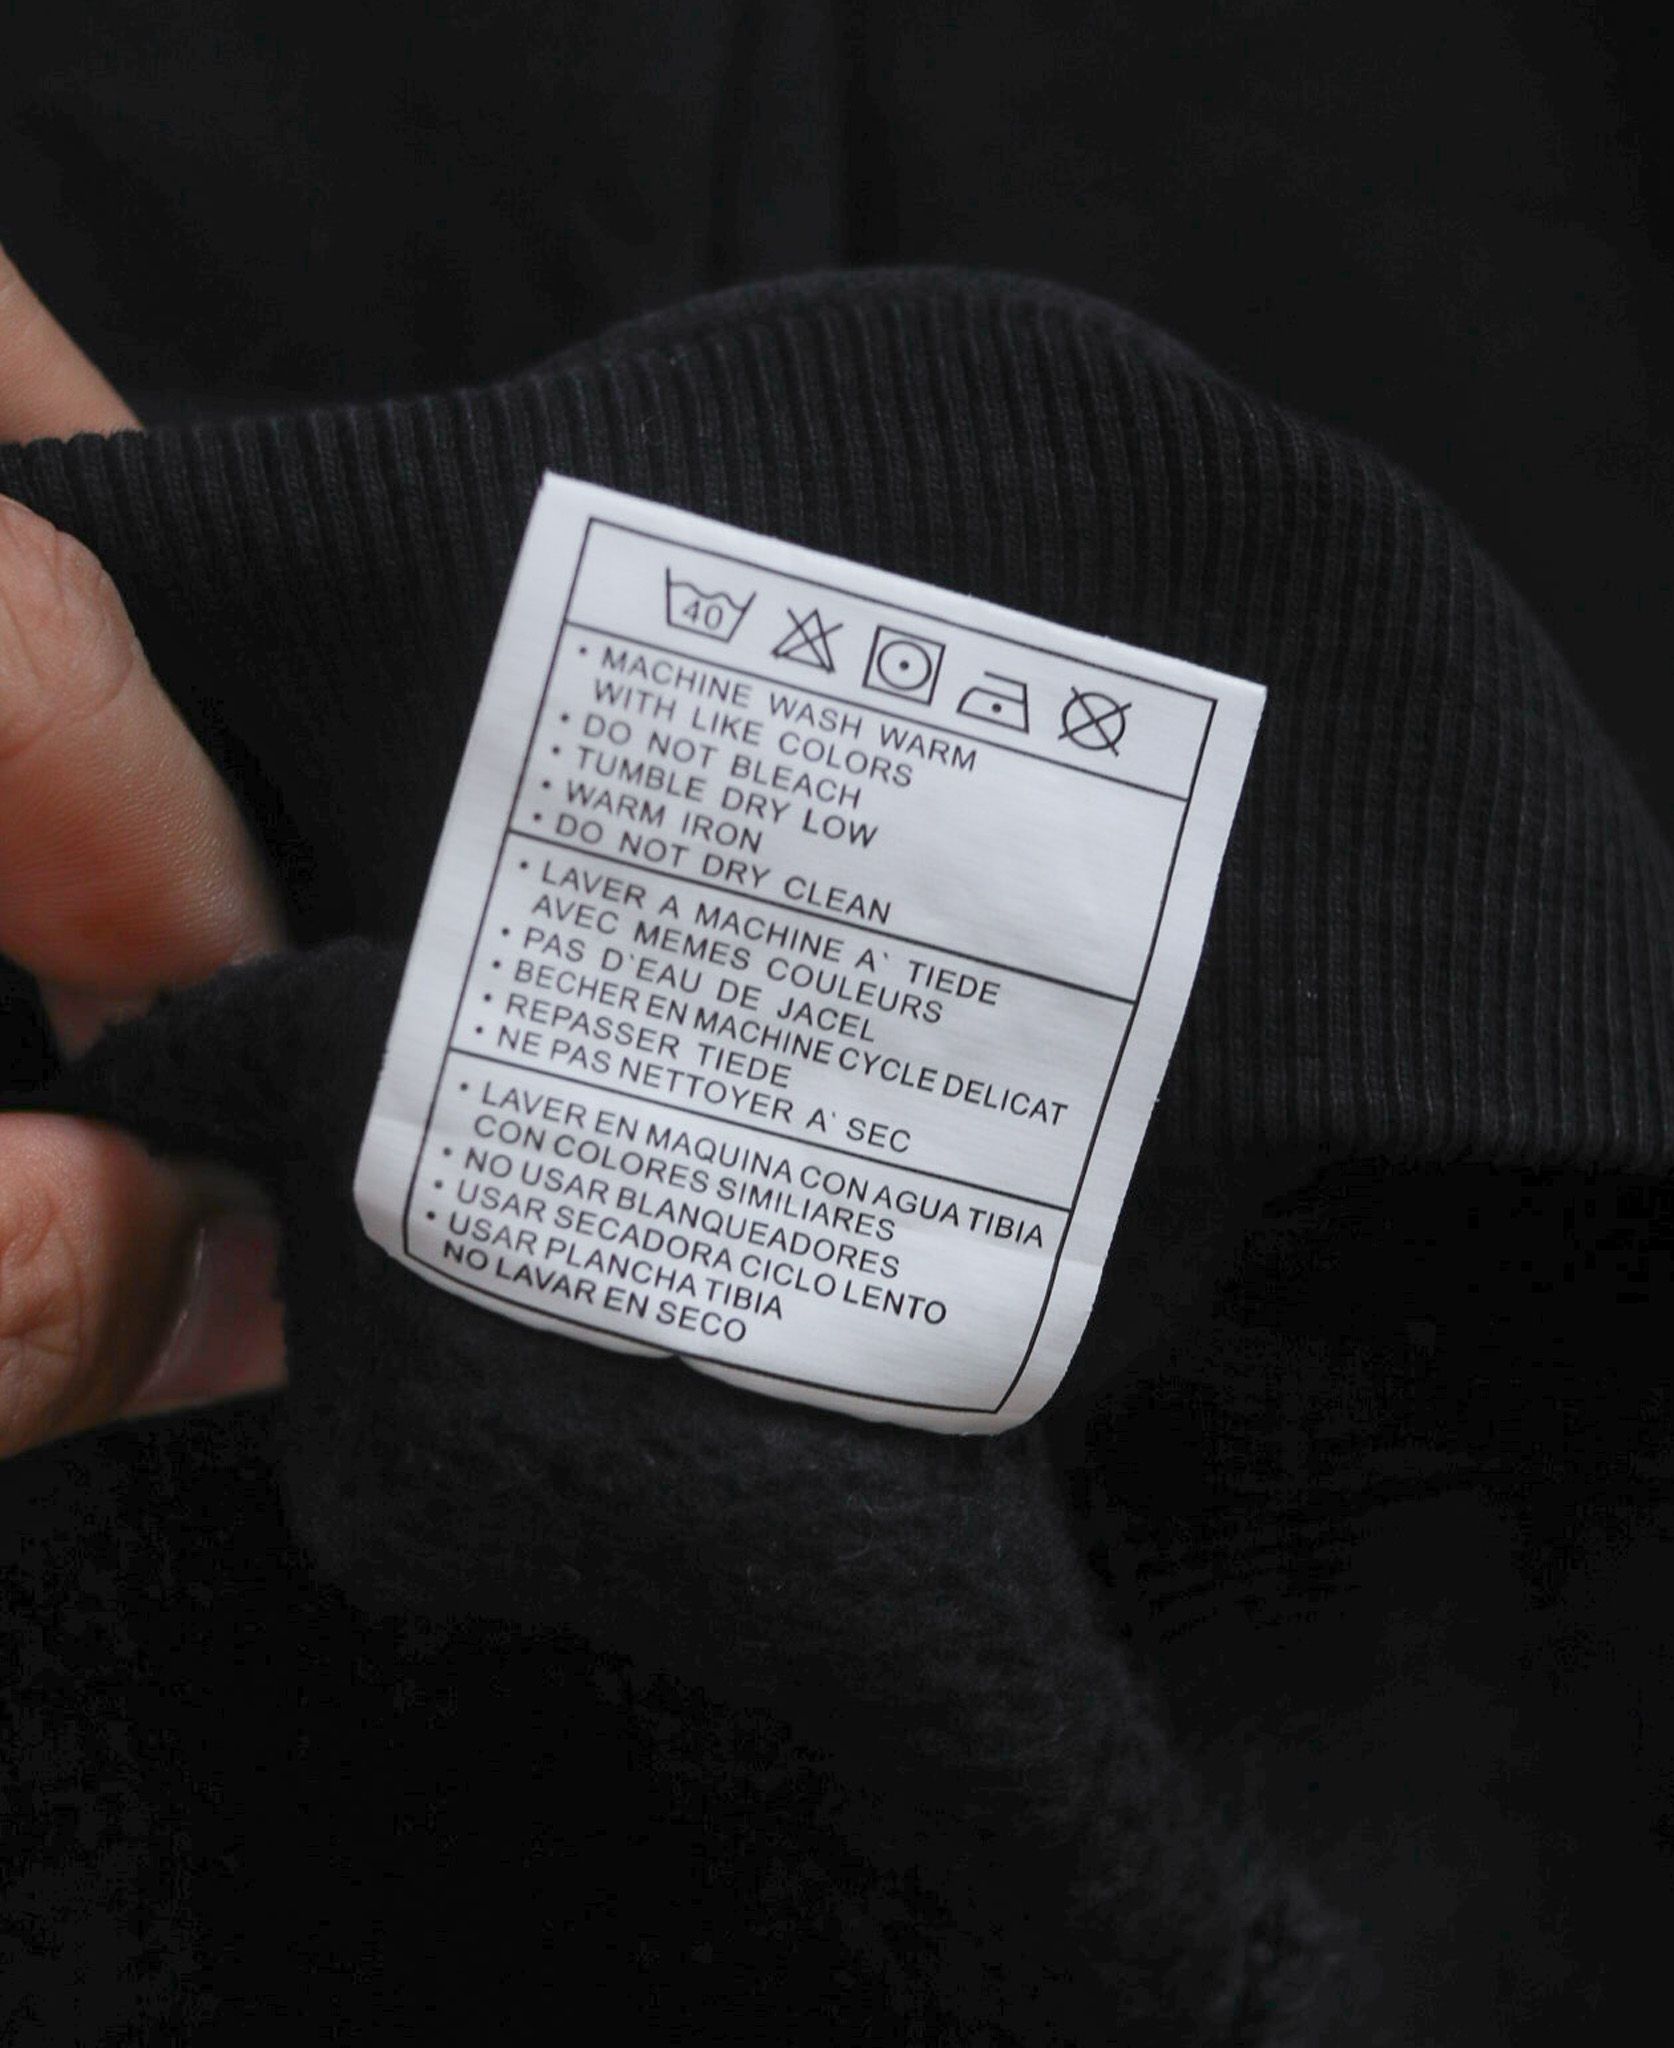 40
• MACHINE WASH WARM
WITH LIKE COLORS
• DO NOT BLEACH
• TUMBLE DRY LOW
• WARM IRON
• DO NOT DRY CLEAN
• LAVER A MACHINE A` TIEDE
AVEC MEMES COULEURS
• PAS D`EAU DE JACEL
• BECHER EN MACHINE CYCLE DELICAT
• REPASSER TIEDE
• NE PAS NETTOYER A` SEC
• LAVER EN MAQUINA CON AGUA TIBIA
CON COLORES SIMILIARES
• NO USAR BLANQUEADORES
• USAR SECADORA CICLO LENTO
• USAR PLANCHA TIBIA
NO LAVAR EN SECO